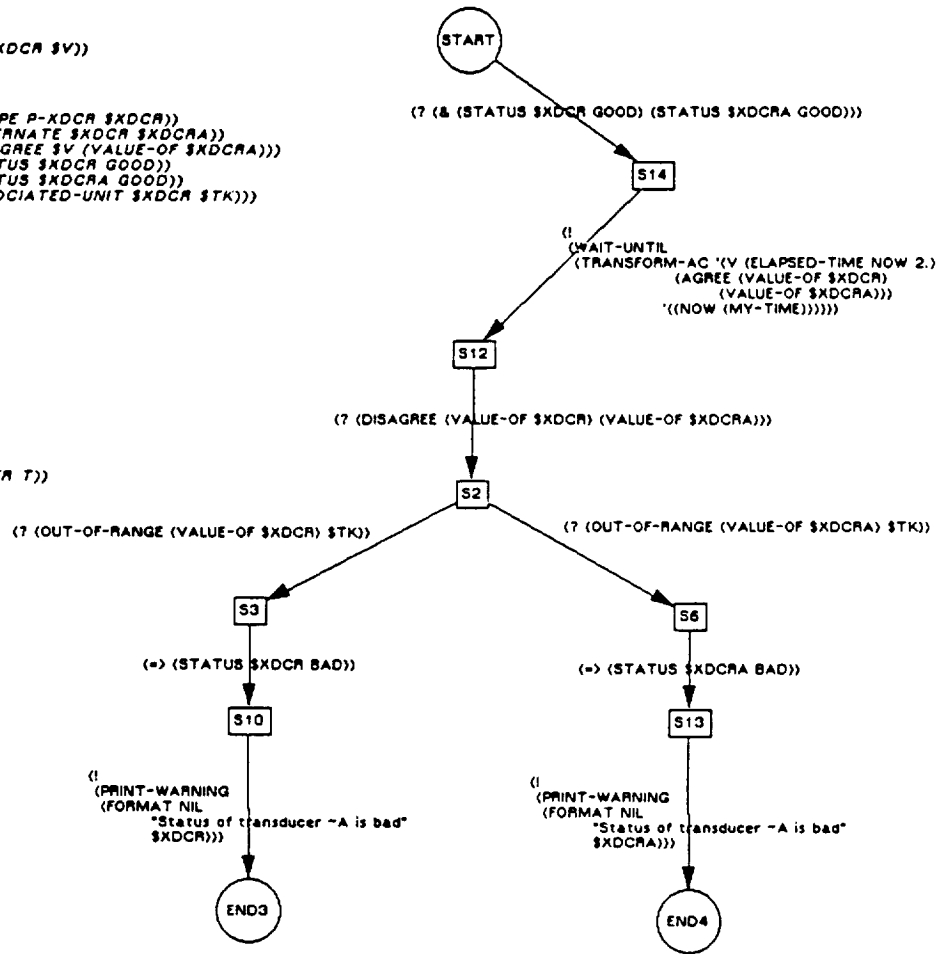 XDCR $V))
PE P-XDCR $XDCR))
ERNATE $XDCR $XDCRA))
GREE $V (VALUE-OF $XDCRA)))
TUS $XDCR GOOD))
TUS $XDCRA GOOD))
OCIATED-UNIT $XDCR $TK)))
START
(? (& (STATUS $XDCR GOOD) (STATUS $XDCRA GOOD)))
S14
(!
(WAIT-UNTIL
(TRANSFORM-AC '(V (ELAPSED-TIME NOW 2.)
(AGREE (VALUE-OF $XDCR)
(VALUE-OF $XDCRA)))
'((NOW (MY-TIME))))))
S12
(? (DISAGREE (VALUE-OF $XDCR) (VALUE-OF $XDCRA)))
ER T))
S2
(? (OUT-OF-RANGE (VALUE-OF $XDCR) $TK))
(? (OUT-OF-RANGE (VALUE-OF $XDCRA) $TK))
S3
S6
(=> (STATUS $XDCR BAD))
(=> (STATUS $XDCRA BAD))
S10
S13
(!
(PRINT-WARNING
(FORMAT NIL
"Status of transducer ~A is bad"
$XDCR)))
(!
(PRINT-WARNING
(FORMAT NIL
"Status of transducer ~A is bad"
$XDCRA)))
END3
END4